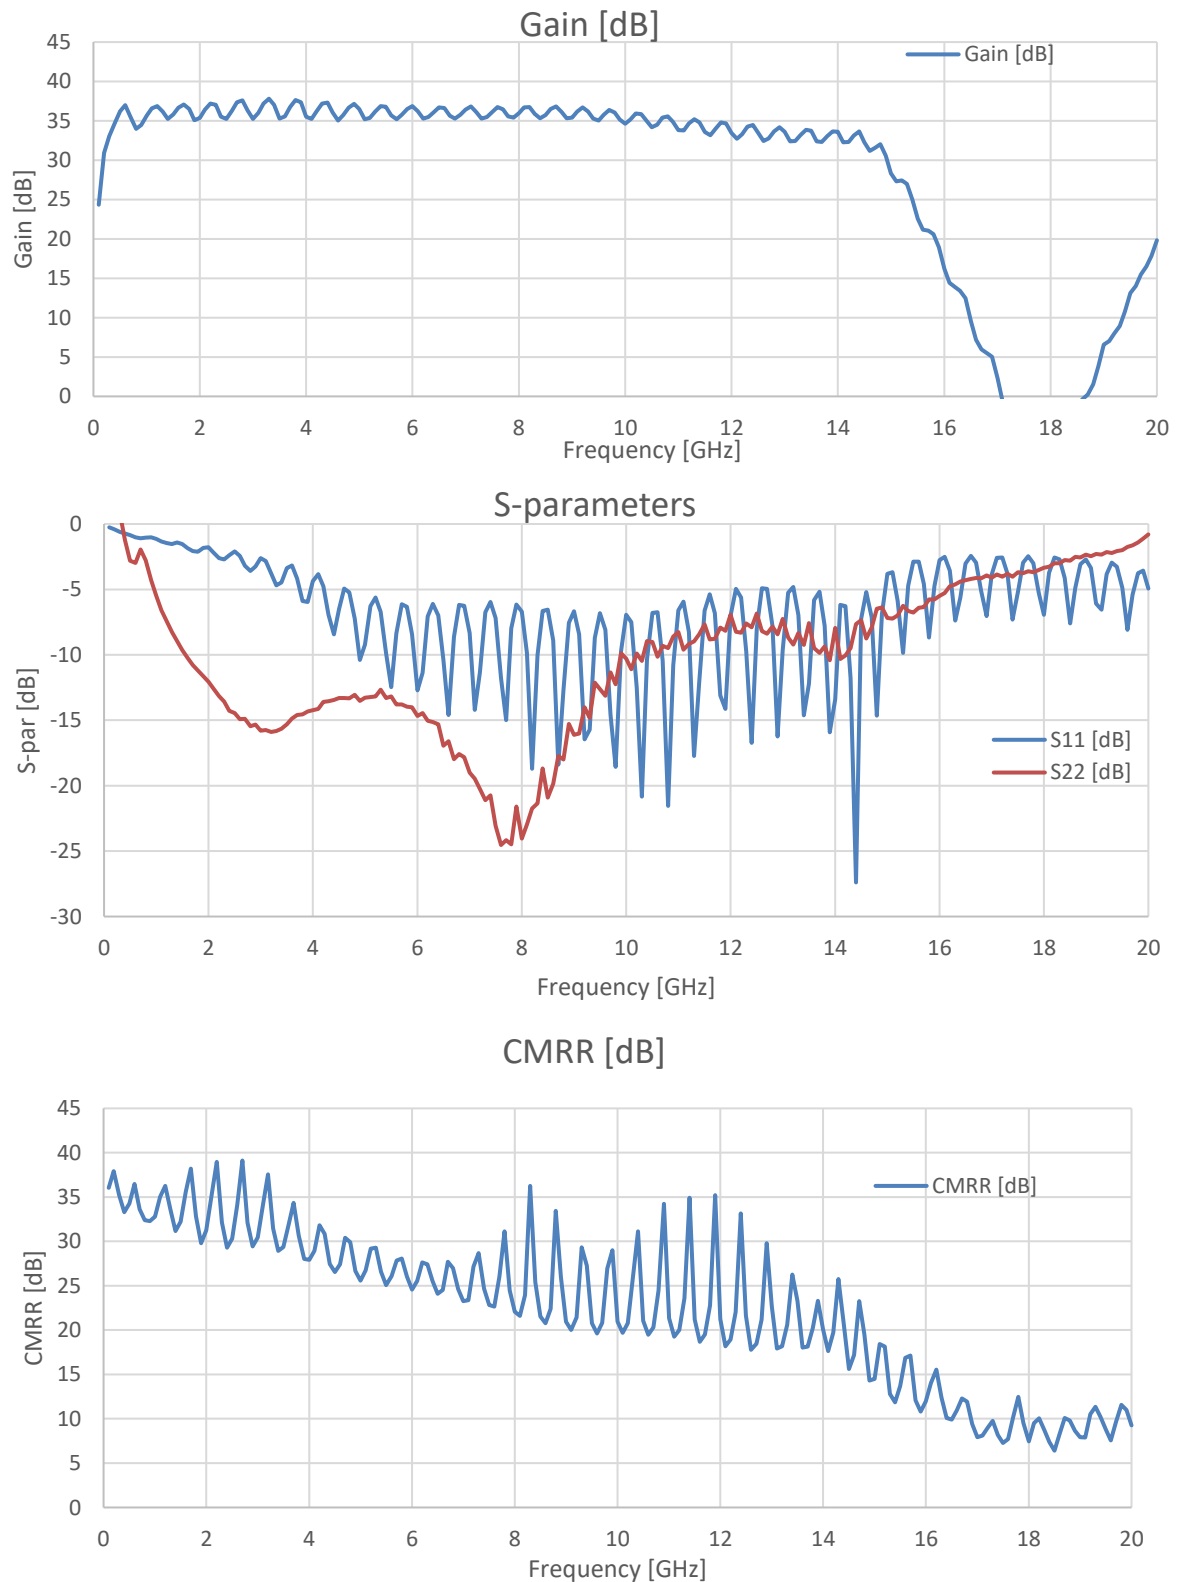 Gain [dB]
45
40
35
30
25
20
15
10
5
0
Gain [dB]
Gain [dB]
0 2 4 6 8 10 12 14 16 18 20
Frequency [GHz]
S-parameters
0
-5
-10
-15
-20
-25
-30
S-par [dB]
S11 [dB]
S22 [dB]
0 2 4 6 8 10 12 14 16 18 20
Frequency [GHz]
CMRR [dB]
45
40
35
30
25
20
15
10
5
0
CMRR [dB]
CMRR [dB]
0 2 4 6 8 10 12 14 16 18 20
Frequency [GHz]